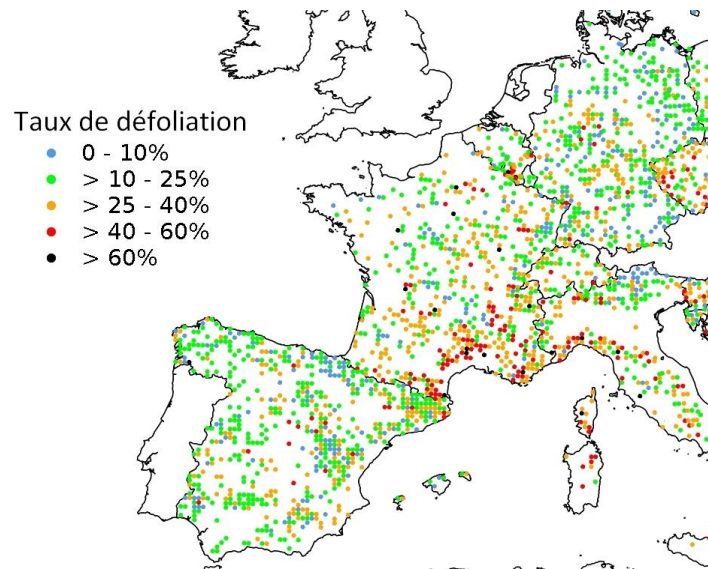 Taux de défoliation
0 - 10%
> 10 - 25%
> 25 - 40%
> 40 - 60%
> 60%